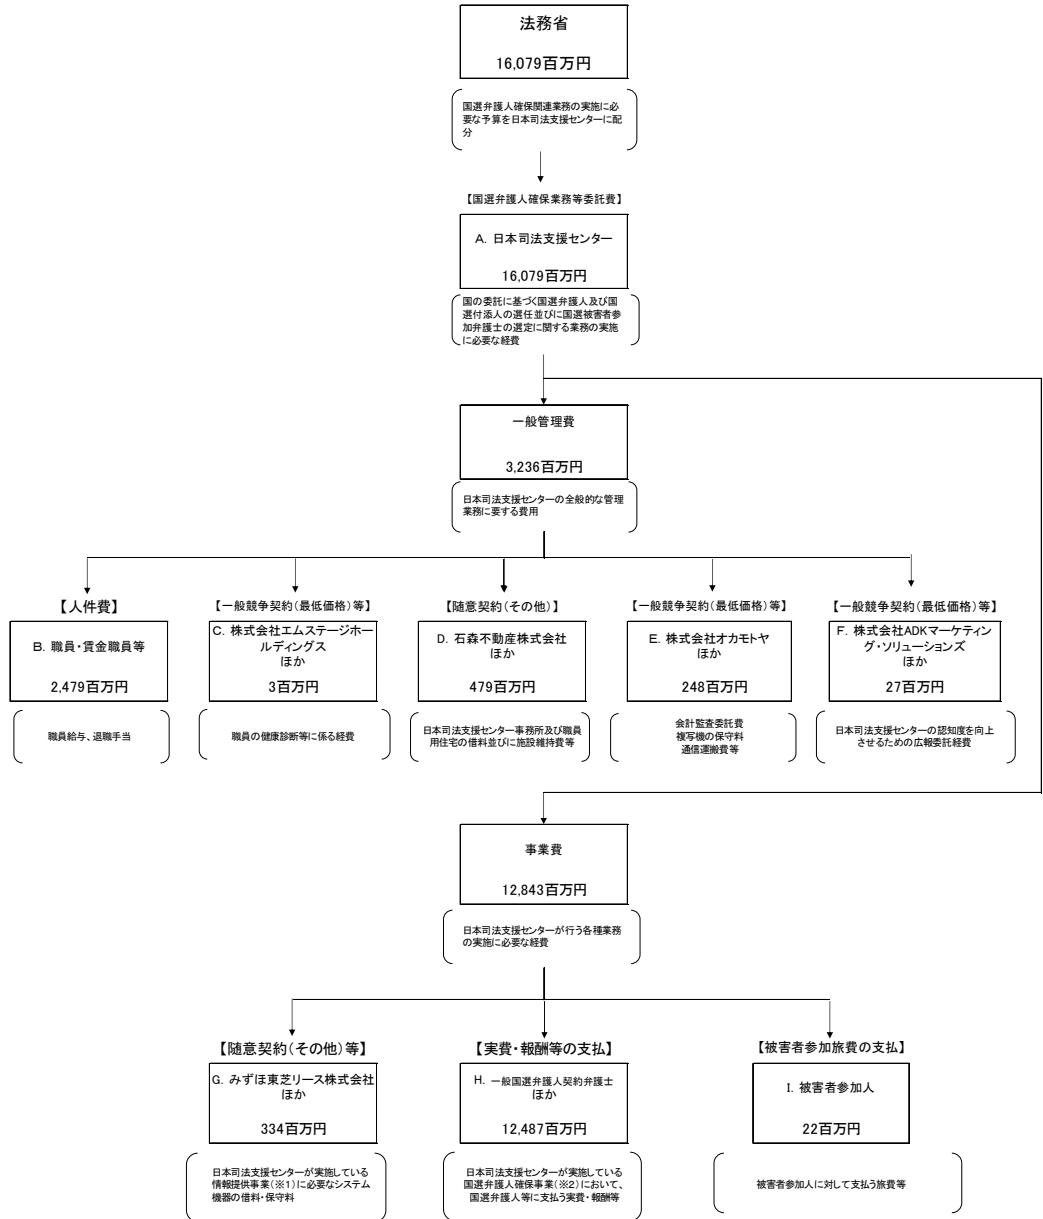 法務省
16,079百万円
国選弁護人確保関連業務の実施に必
要な予算を日本司法支援センターに配
分
【国選弁護人確保業務等委託費】
A. 日本司法支援センター
16,079百万円
国の委託に基づく国選弁護人及び国
選付添人の選任並びに国選被害者参
加弁護士の選定に関する業務の実施
に必要な経費
一般管理費
3,236百万円
日本司法支援センターの全般的な管理
業務に要する費用
【人件費】
B. 職員・賃金職員等
2,479百万円
職員給与、退職手当
【一般競争契約(最低価格)等】
C. 株式会社エムステージホー
ルディングス
ほか
3百万円
職員の健康診断等に係る経費
【随意契約(その他)】
D. 石森不動産株式会社
ほか
479百万円
日本司法支援センター事務所及び職員
用住宅の借料並びに施設維持費等
【一般競争契約(最低価格)等】
E. 株式会社オカモトヤ
ほか
248百万円
会計監査委託費
複写機の保守料
通信運搬費等
【一般競争契約(最低価格)等】
F. 株式会社ADKマーケティン
グ・ソリューションズ
ほか
27百万円
日本司法支援センターの認知度を向上
させるための広報委託経費
事業費
12,843百万円
日本司法支援センターが行う各種業務
の実施に必要な経費
【随意契約(その他)等】
G. みずほ東芝リース株式会社
ほか
334百万円
日本司法支援センターが実施している
情報提供事業(※1)に必要なシステム
機器の借料・保守料
【実費・報酬等の支払】
H. 一般国選弁護人契約弁護士
ほか
12,487百万円
日本司法支援センターが実施している
国選弁護人確保事業(※2)において、
国選弁護人等に支払う実費・報酬等
【被害者参加旅費の支払】
I. 被害者参加人
22百万円
被害者参加人に対して支払う旅費等